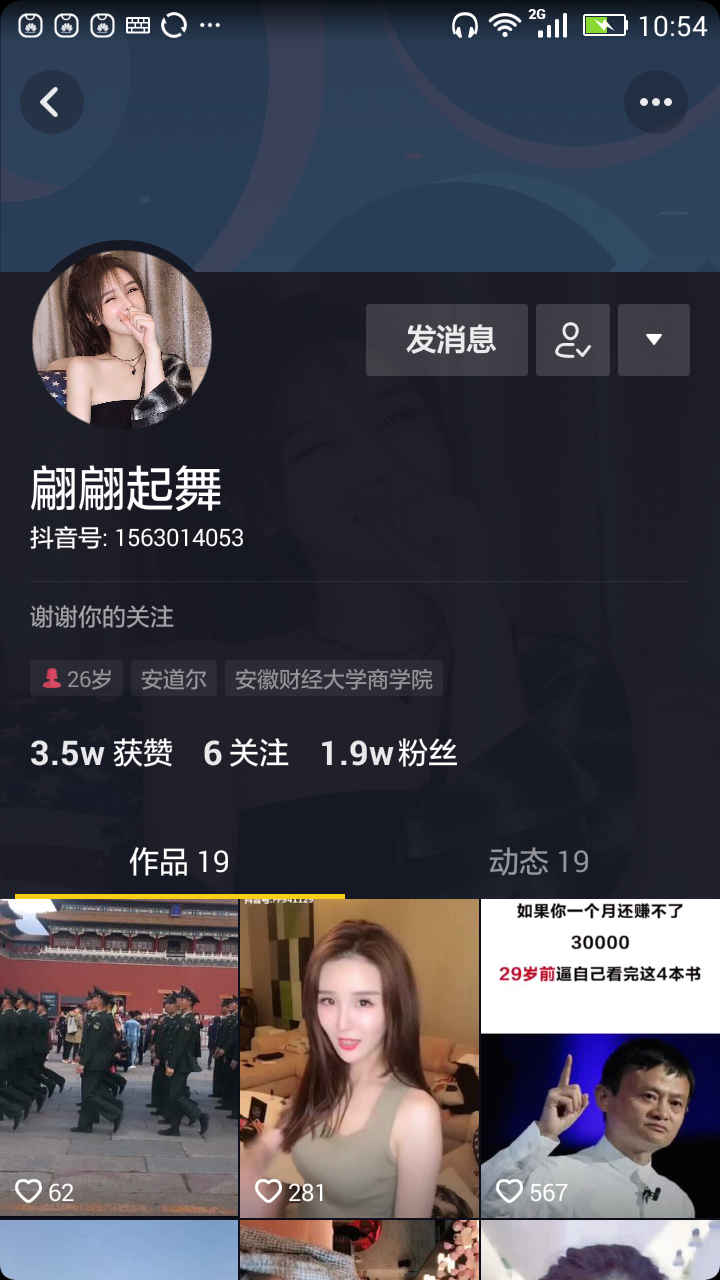 2G
10:54
发消息
翩翩起舞
抖音号: 1563014053
谢谢你的关注
26岁 安道尔 安徽财经大学商学院
3.5w 获赞 6 关注 1.9w 粉丝
作品 19 动态 19
如果你一个月还赚不了
30000
29岁前逼自己看完这4本书
62 281 567